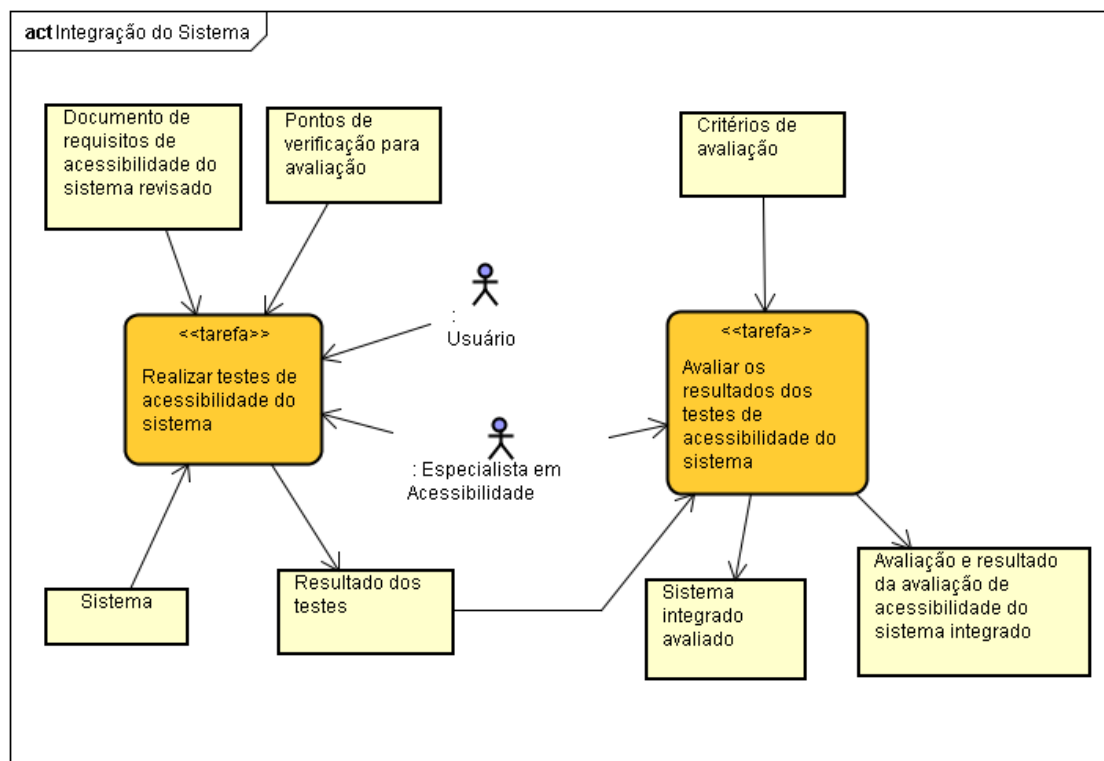 act Integração do Sistema
Documento de
requisitos de
acessibilidade do
sistema revisado
Pontos de
verificação para
avaliação
Critérios de
avaliação
:
Usuário
<<tarefa>>
Realizar testes de
acessibilidade do
sistema
<<tarefa>>
Avaliar os
resultados dos
testes de
acessibilidade do
sistema
: Especialista em
Acessibilidade
Sistema
Resultado dos
testes
Sistema
integrado
avaliado
Avaliação e resultado
da avaliação de
acessibilidade do
sistema integrado